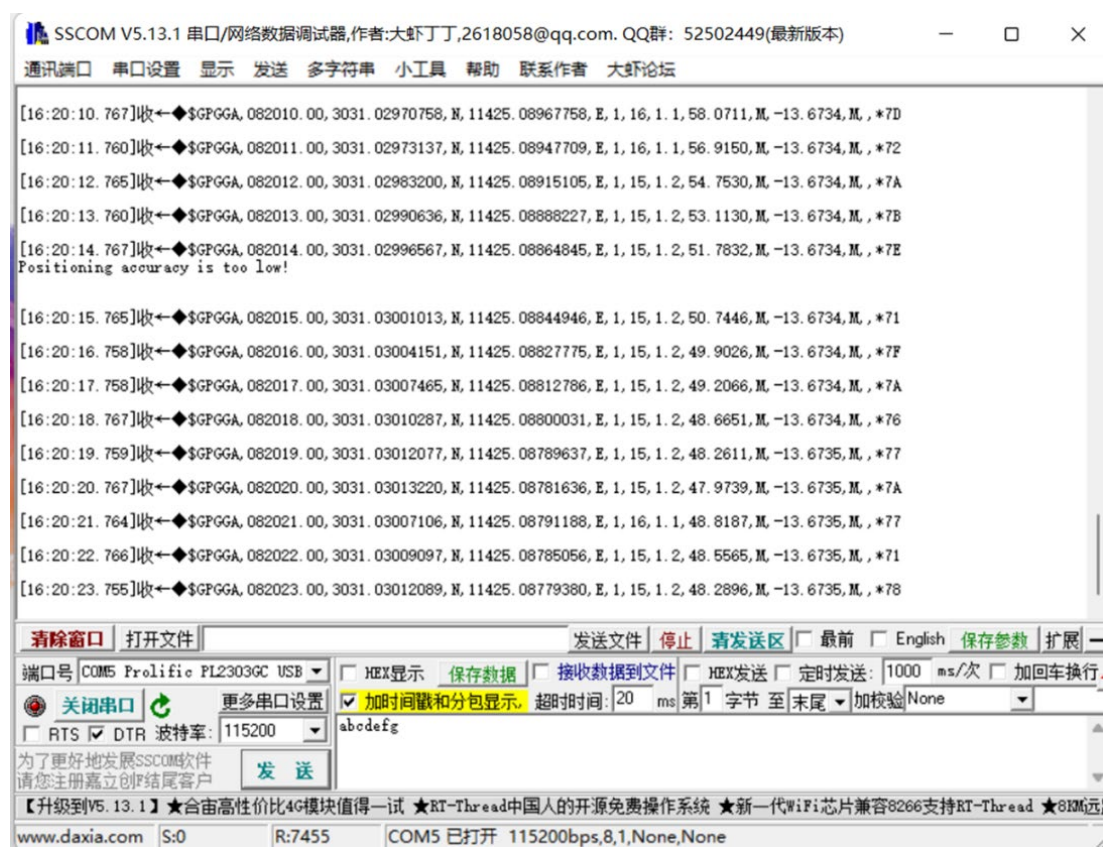 SSCOM V5.13.1 串口/网络数据调试器,作者:大虾丁丁,2618058@qq.com. QQ群: 52502449(最新版本)
通讯端口 串口设置 显示 发送 多字符串 小工具 帮助 联系作者 大虾论坛
[16:20:10.767]收←◆$GPGGA,082010.00,3031.02970758,N,11425.08967758,E,1,16,1.1,58.0711,M,-13.6734,M,,*7D
[16:20:11.760]收←◆$GPGGA,082011.00,3031.02973137,N,11425.08947709,E,1,16,1.1,56.9150,M,-13.6734,M,,*72
[16:20:12.765]收←◆$GPGGA,082012.00,3031.02983200,N,11425.08915105,E,1,15,1.2,54.7530,M,-13.6734,M,,*7A
[16:20:13.760]收←◆$GPGGA,082013.00,3031.02990636,N,11425.08888227,E,1,15,1.2,53.1130,M,-13.6734,M,,*7B
[16:20:14.767]收←◆$GPGGA,082014.00,3031.02996567,N,11425.08864845,E,1,15,1.2,51.7832,M,-13.6734,M,,*7E
Positioning accuracy is too low!
[16:20:15.765]收←◆$GPGGA,082015.00,3031.03001013,N,11425.08844946,E,1,15,1.2,50.7446,M,-13.6734,M,,*71
[16:20:16.758]收←◆$GPGGA,082016.00,3031.03004151,N,11425.08827775,E,1,15,1.2,49.9026,M,-13.6734,M,,*7F
[16:20:17.758]收←◆$GPGGA,082017.00,3031.03007465,N,11425.08812786,E,1,15,1.2,49.2066,M,-13.6734,M,,*7A
[16:20:18.767]收←◆$GPGGA,082018.00,3031.03010287,N,11425.08800031,E,1,15,1.2,48.6651,M,-13.6734,M,,*76
[16:20:19.759]收←◆$GPGGA,082019.00,3031.03012077,N,11425.08789637,E,1,15,1.2,48.2611,M,-13.6735,M,,*77
[16:20:20.767]收←◆$GPGGA,082020.00,3031.03013220,N,11425.08781636,E,1,15,1.2,47.9739,M,-13.6735,M,,*7A
[16:20:21.764]收←◆$GPGGA,082021.00,3031.03007106,N,11425.08791188,E,1,16,1.1,48.8187,M,-13.6735,M,,*77
[16:20:22.766]收←◆$GPGGA,082022.00,3031.03009097,N,11425.08785056,E,1,15,1.2,48.5565,M,-13.6735,M,,*71
[16:20:23.755]收←◆$GPGGA,082023.00,3031.03012089,N,11425.08779380,E,1,15,1.2,48.2896,M,-13.6735,M,,*78
清除窗口 打开文件 发送文件 停止 清发送区 最前 English 保存参数 扩展
端口号 COM5 Prolific PL2303GC USB HEX显示 保存数据 接收数据到文件 HEX发送 定时发送: 1000 ms/次 加回车换行
关闭串口 更多串口设置 加时间戳和分包显示, 超时时间: 20 ms 第1 字节 至 末尾 加校验 None
RTS DTR 波特率: 115200 abcdefg
为了更好地发展SSCOM软件
请您注册嘉立创F结尾客户 发 送
【升级到V5.13.1】★合宙高性价比4G模块值得一试 ★RT-Thread中国人的开源免费操作系统 ★新一代WiFi芯片兼容8266支持RT-Thread ★8KM远
www.daxia.com S:0 R:7455 COM5 已打开 115200bps,8,1,None,None